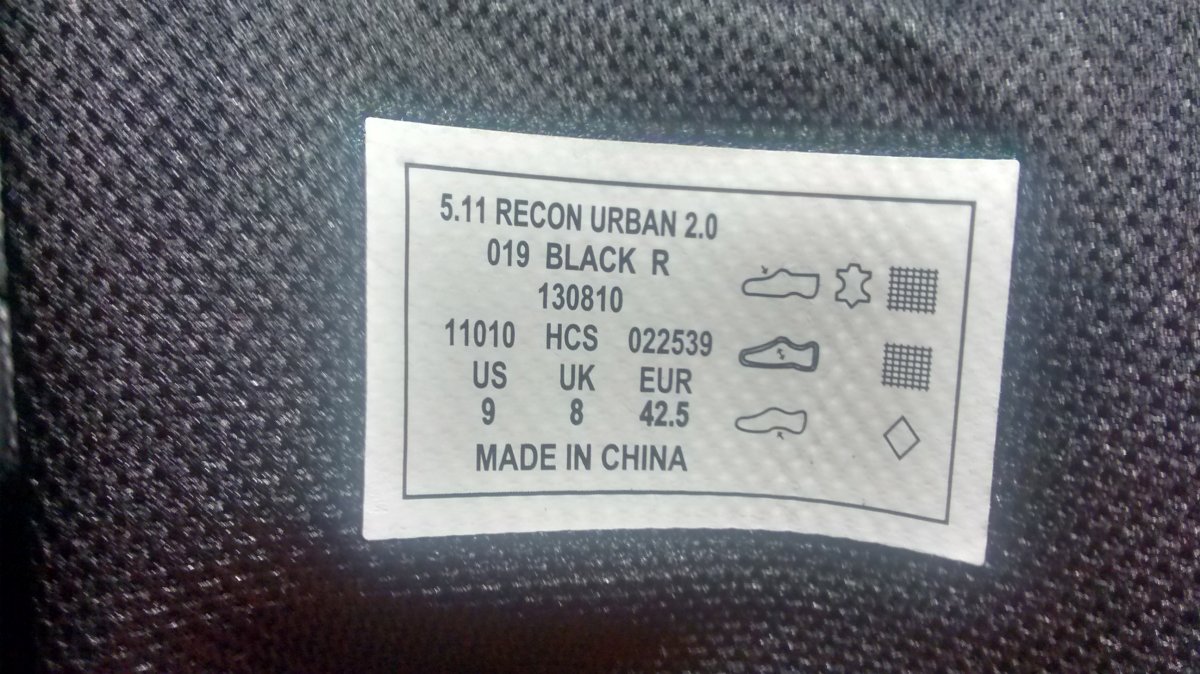 5.11 RECON URBAN 2.0
019 BLACK R
130810
11010 HCS 022539
US UK EUR
9 8 42.5
MADE IN CHINA